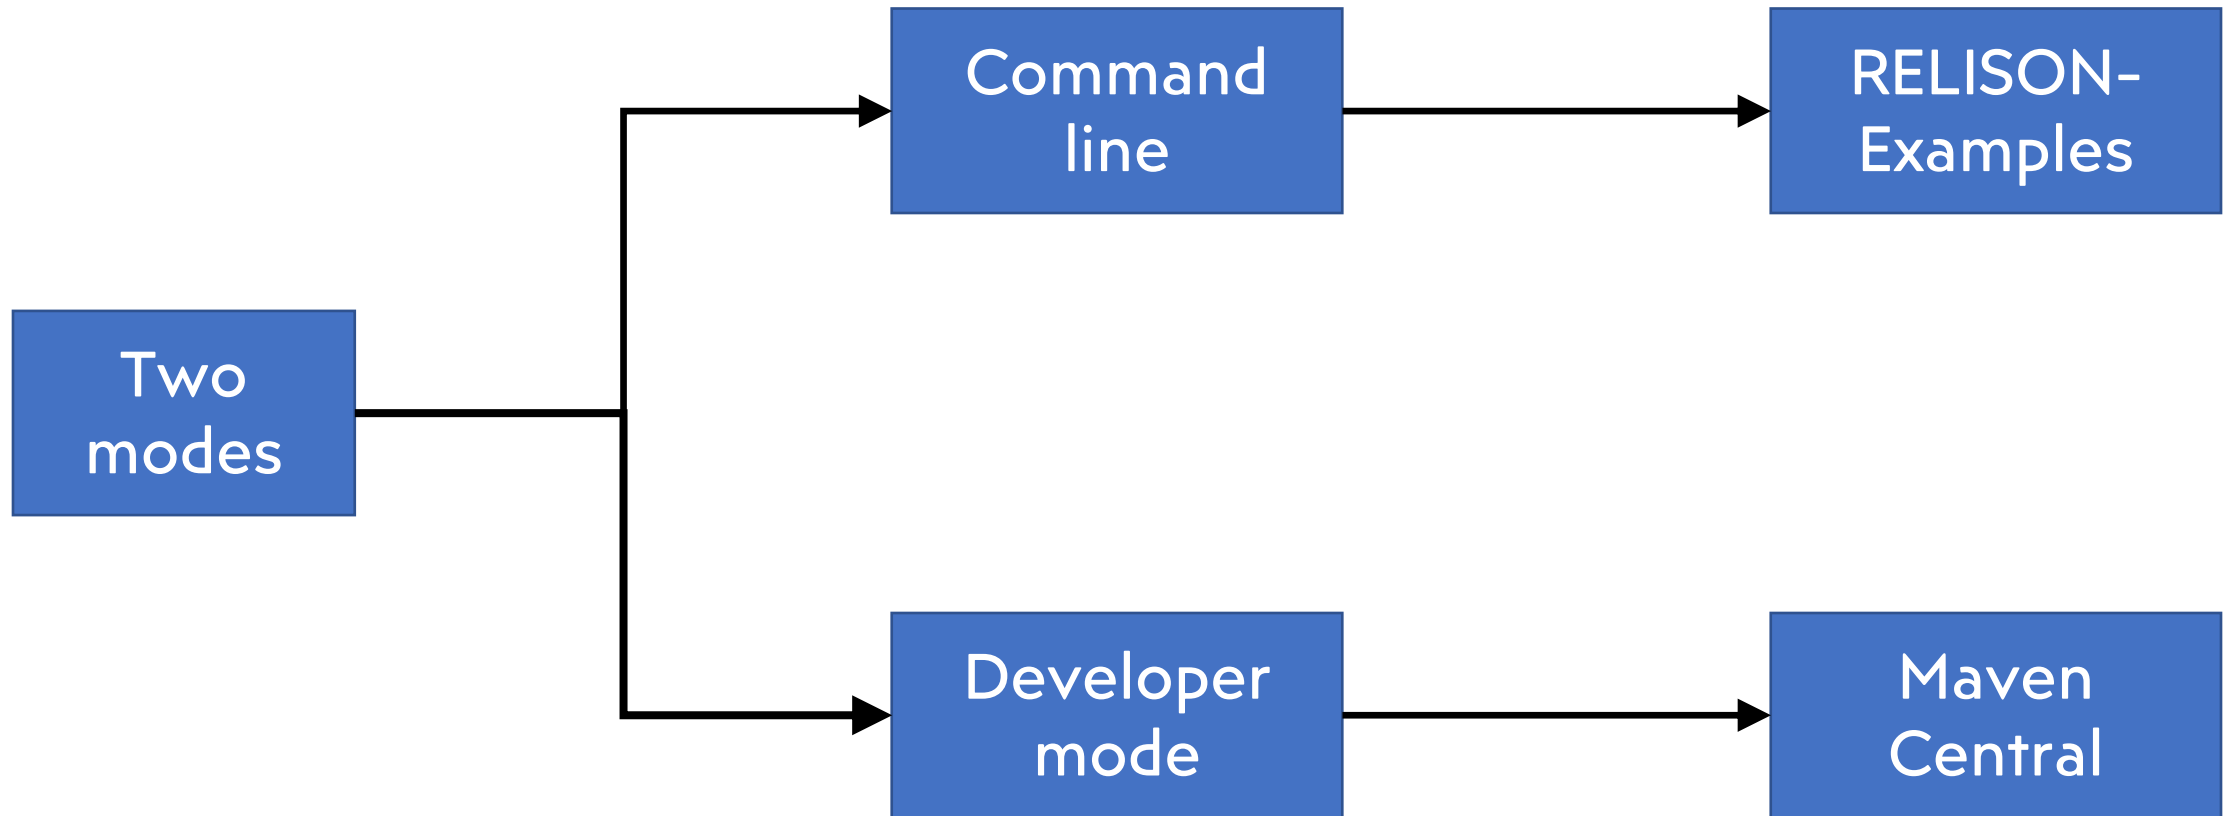 Command
line
RELISON-
Examples
Two
modes
Developer
mode
Maven
Central